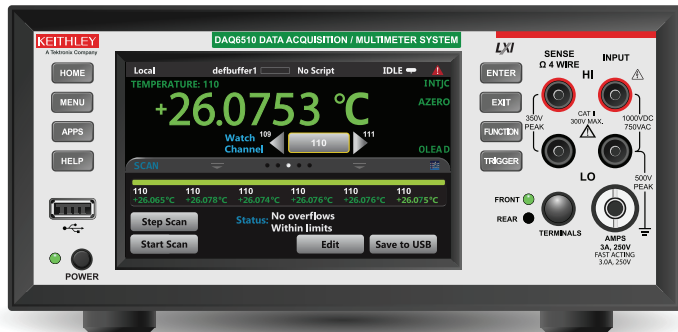 KEITHLEY
A Tektronix Company
DAQ6510 DATA ACQUISITION / MULTIMETER SYSTEM
LXI
HOME
MENU
APPS
HELP
POWER
Local defbuffer1 No Script IDLE
TEMPERATURE: 110 INTJC
+26.0753 °C AZERO
Watch Channel 109 110 111
OLEAD
SCAN
110 110 110 110 110 110
+26.065°C +26.078°C +26.074°C +26.076°C +26.076°C +26.075°C
Step Scan
Status: No overflows
Within limits
Start Scan Edit Save to USB
ENTER
EXIT
FUNCTION
TRIGGER
SENSE
Ω 4 WIRE
INPUT
HI
350V
PEAK
CAT II
300V MAX.
1000VDC
750VAC
LO
500V
PEAK
FRONT
REAR
TERMINALS
AMPS
3A, 250V
FAST ACTING
3.0A, 250V